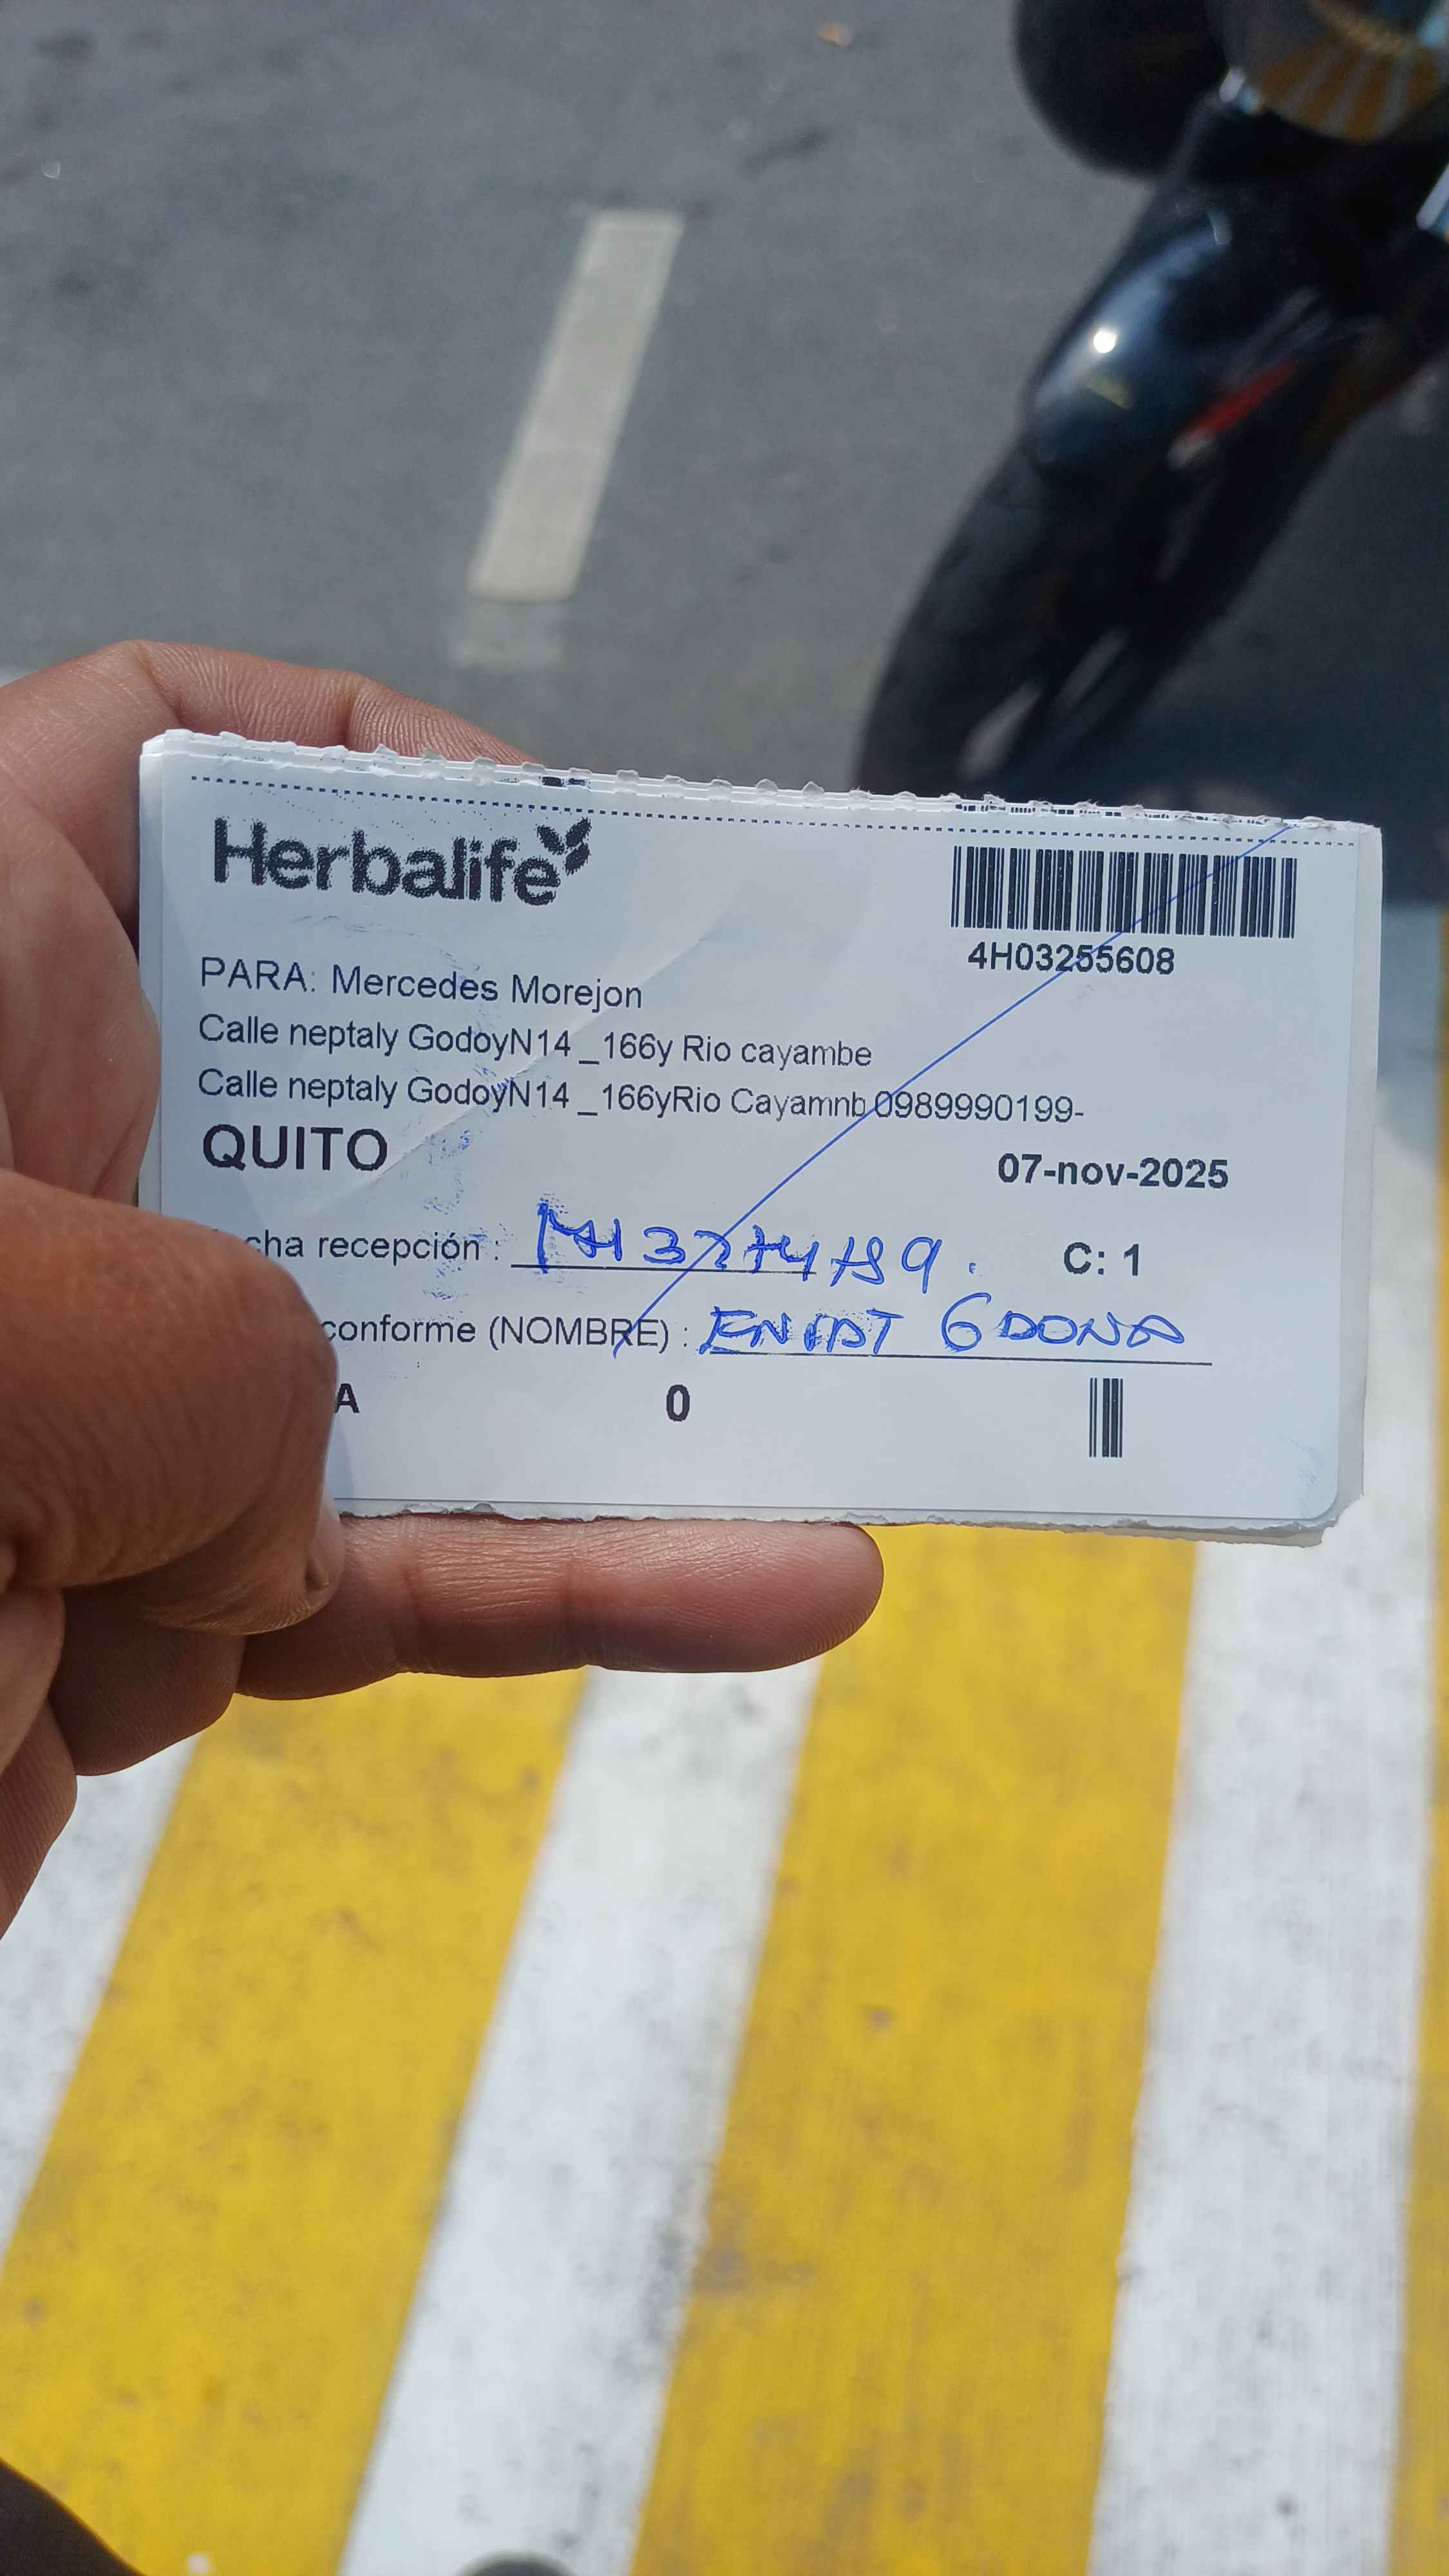 Herbalife
4H03255608
PARA: Mercedes Morejon
Calle neptaly GodoyN14 _166y Rio cayambe
Calle neptaly GodoyN14 _166yRio Cayamnb 0989990199-
QUITO
07-nov-2025
cha recepción :
C: 1
conforme (NOMBRE) :
A 0